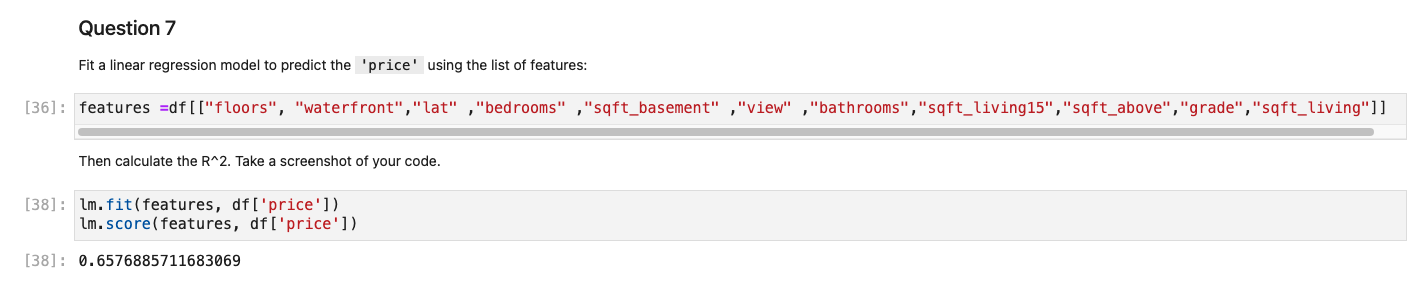 Question 7
Fit a linear regression model to predict the 'price' using the list of features:
[36]: features =df[["floors", "waterfront","lat" ,"bedrooms" ,"sqft_basement" ,"view" ,"bathrooms","sqft_living15","sqft_above","grade","sqft_living"]]
Then calculate the R^2. Take a screenshot of your code.
[38]: lm.fit(features, df['price'])
lm.score(features, df['price'])
[38]: 0.6576885711683069